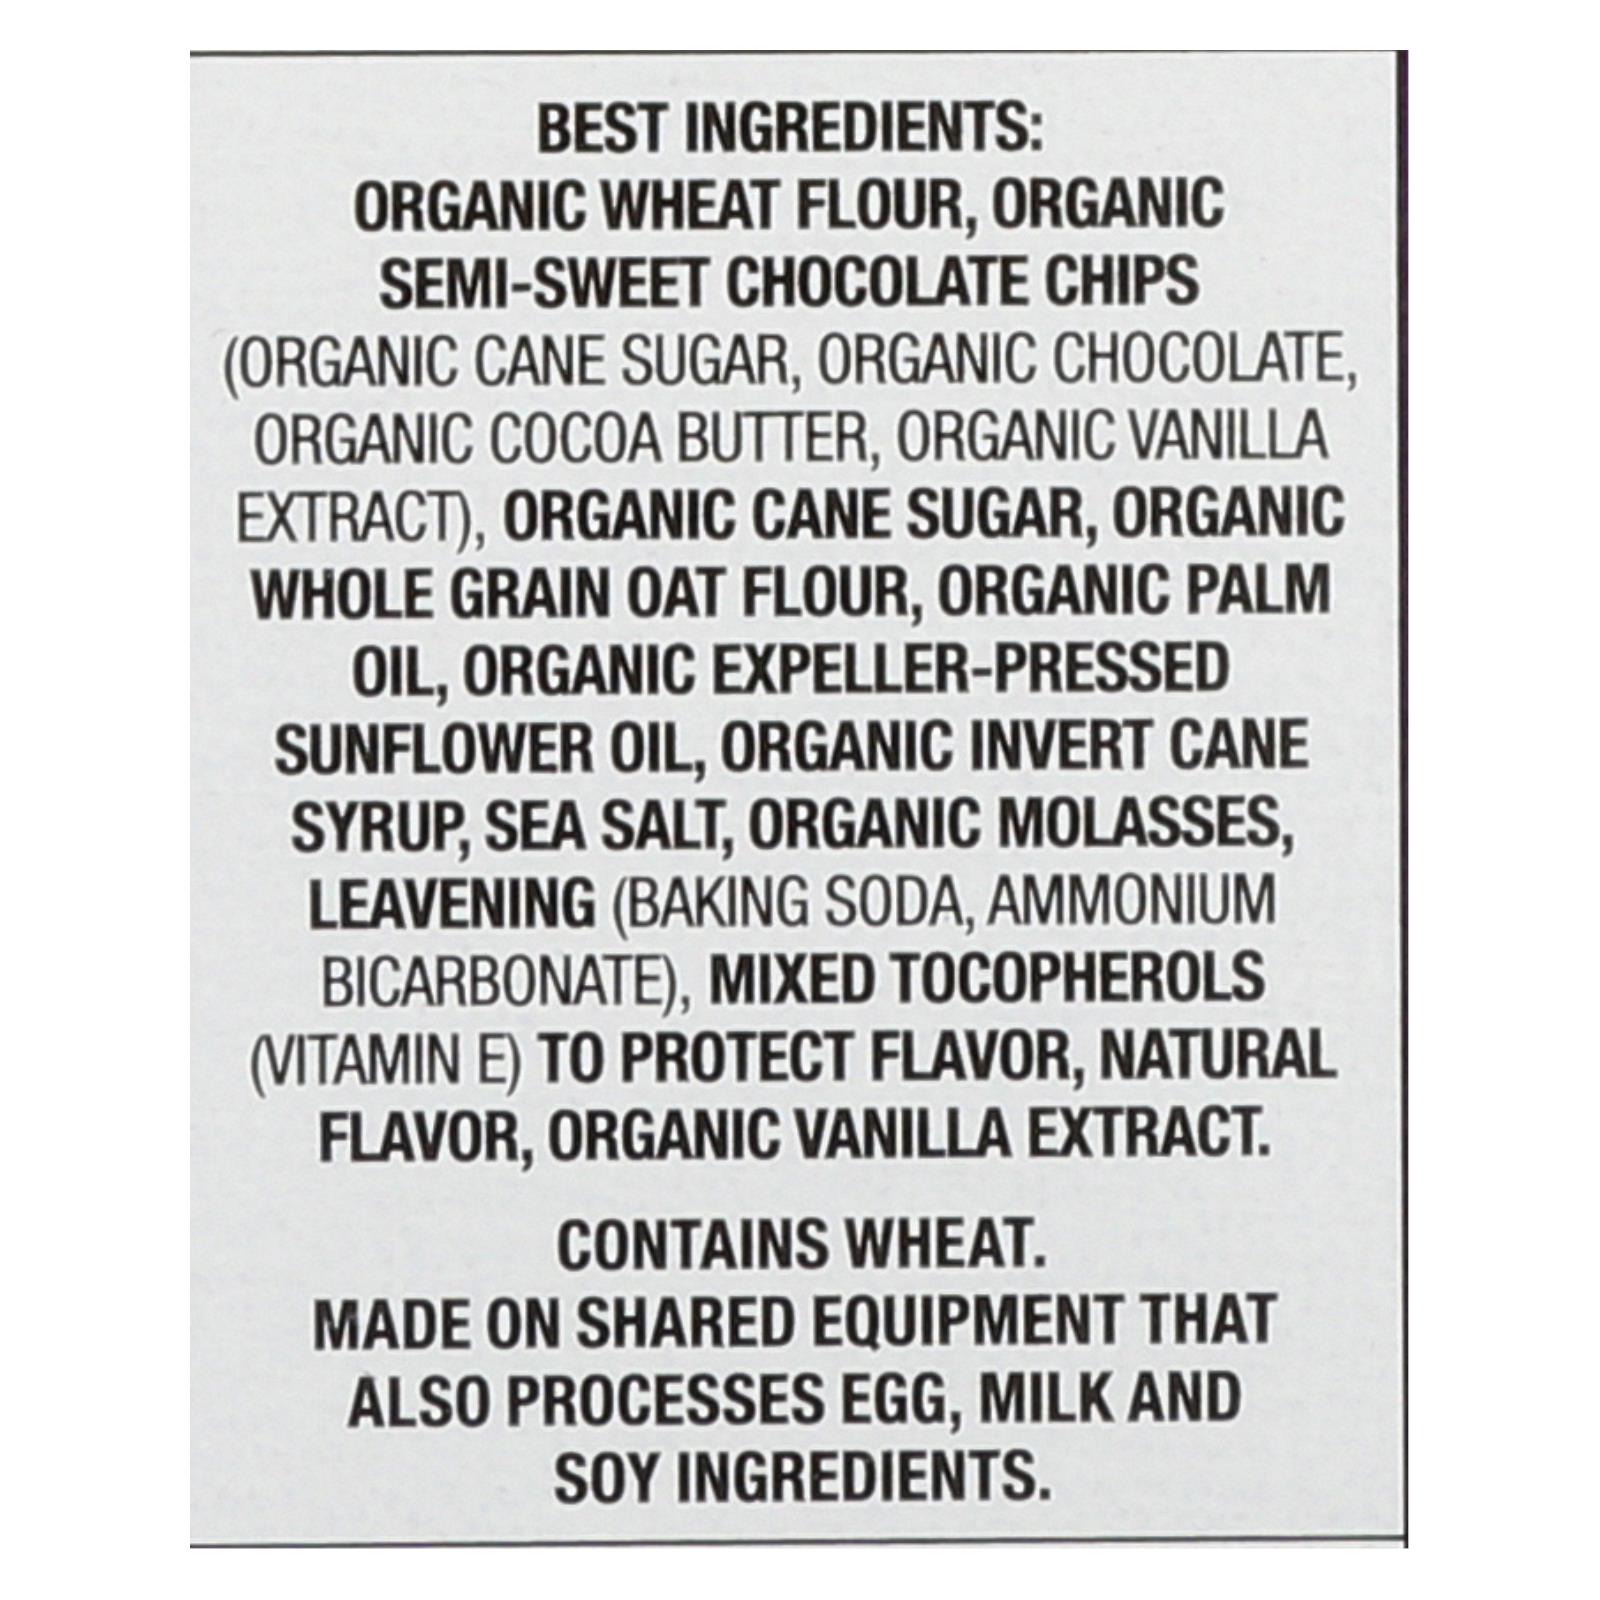 BEST INGREDIENTS:
ORGANIC WHEAT FLOUR, ORGANIC
SEMI-SWEET CHOCOLATE CHIPS
(ORGANIC CANE SUGAR, ORGANIC CHOCOLATE,
ORGANIC COCOA BUTTER, ORGANIC VANILLA
EXTRACT), ORGANIC CANE SUGAR, ORGANIC
WHOLE GRAIN OAT FLOUR, ORGANIC PALM
OIL, ORGANIC EXPELLER-PRESSED
SUNFLOWER OIL, ORGANIC INVERT CANE
SYRUP, SEA SALT, ORGANIC MOLASSES,
LEAVENING (BAKING SODA, AMMONIUM
BICARBONATE), MIXED TOCOPHEROLS
(VITAMIN E) TO PROTECT FLAVOR, NATURAL
FLAVOR, ORGANIC VANILLA EXTRACT.
CONTAINS WHEAT.
MADE ON SHARED EQUIPMENT THAT
ALSO PROCESSES EGG, MILK AND
SOY INGREDIENTS.